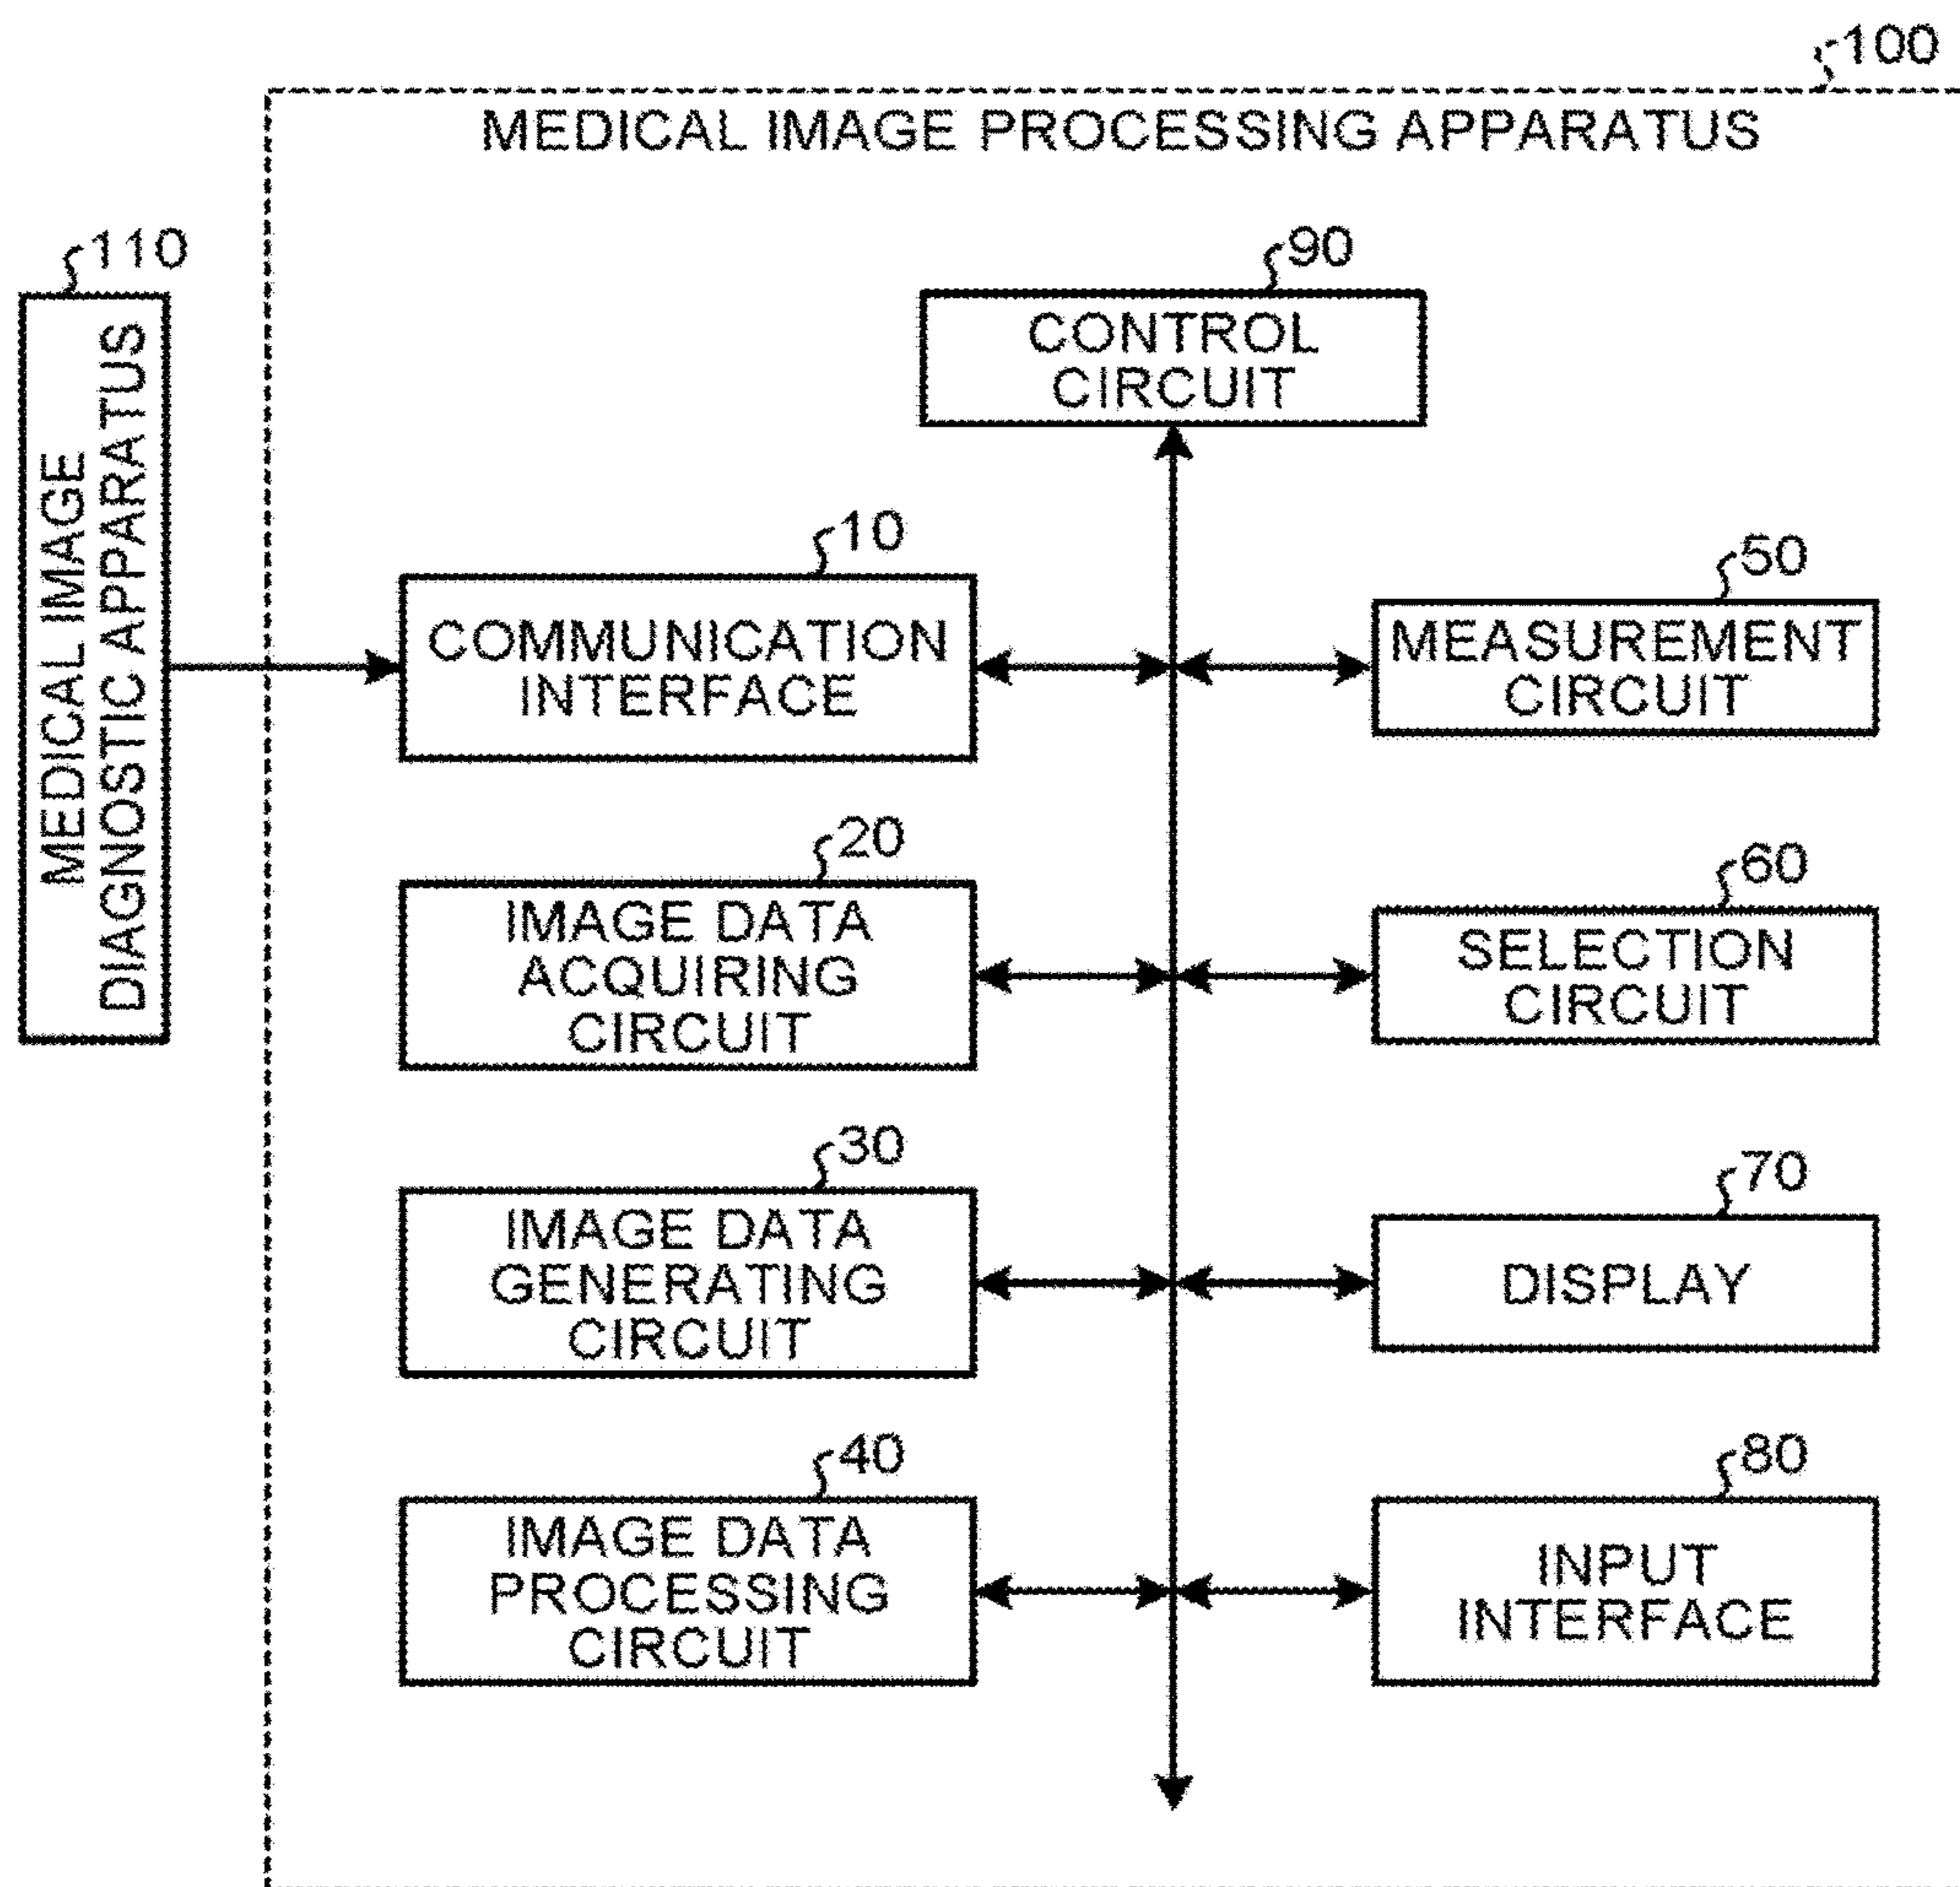 100
MEDICAL IMAGE PROCESSING APPARATUS
110
MEDICAL IMAGE
DIAGNOSTIC APPARATUS
90
CONTROL
CIRCUIT
10
COMMUNICATION
INTERFACE
50
MEASUREMENT
CIRCUIT
20
IMAGE DATA
ACQUIRING
CIRCUIT
60
SELECTION
CIRCUIT
30
IMAGE DATA
GENERATING
CIRCUIT
70
DISPLAY
40
IMAGE DATA
PROCESSING
CIRCUIT
80
INPUT
INTERFACE